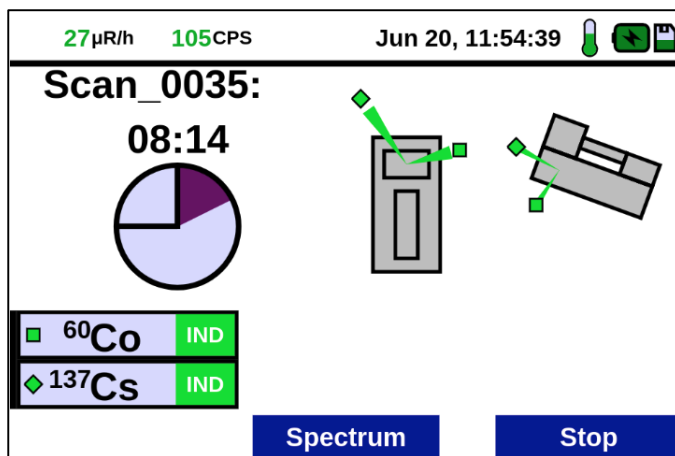 27μR/h 105CPS Jun 20, 11:54:39
Scan_0035:
08:14
⁶⁰Co IND
¹³⁷Cs IND
Spectrum Stop